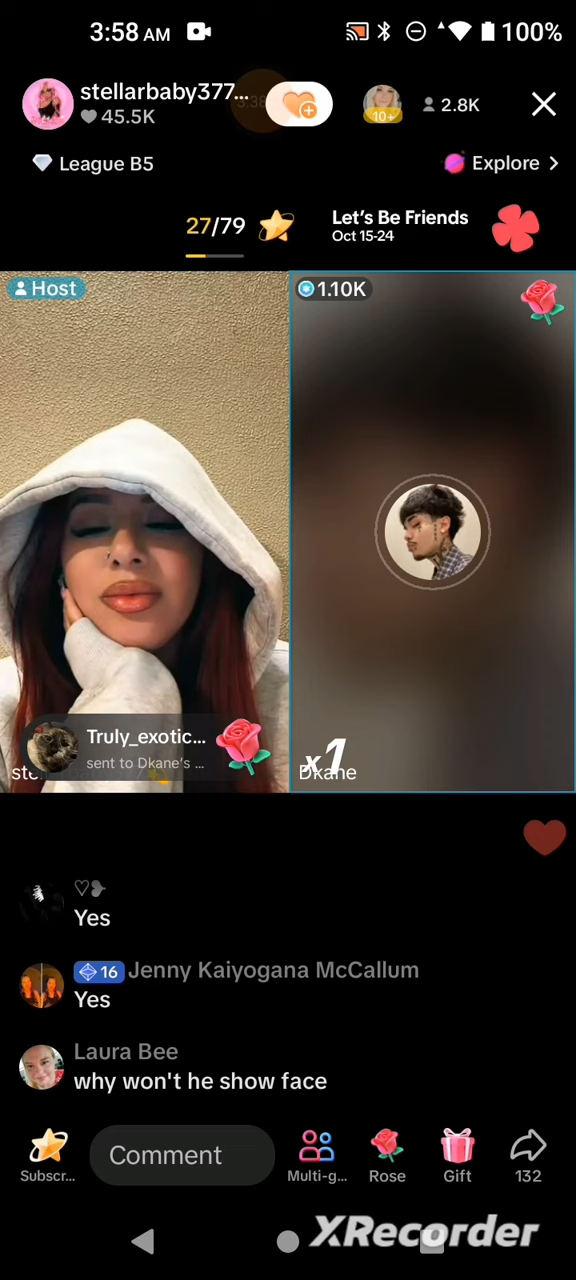 3:58 AM
100%
stellarbaby377...
45.5K
10+
2.8K
League B5
Explore >
27/79
Let's Be Friends
Oct 15-24
Host
1.10K
Truly_exotic...
sent to Dkane's ...
x1
Dkane
Yes
16 Jenny Kaiyogana McCallum
Yes
Laura Bee
why won't he show face
Comment
Subscr...
Multi-g...
Rose
Gift
132
XRecorder